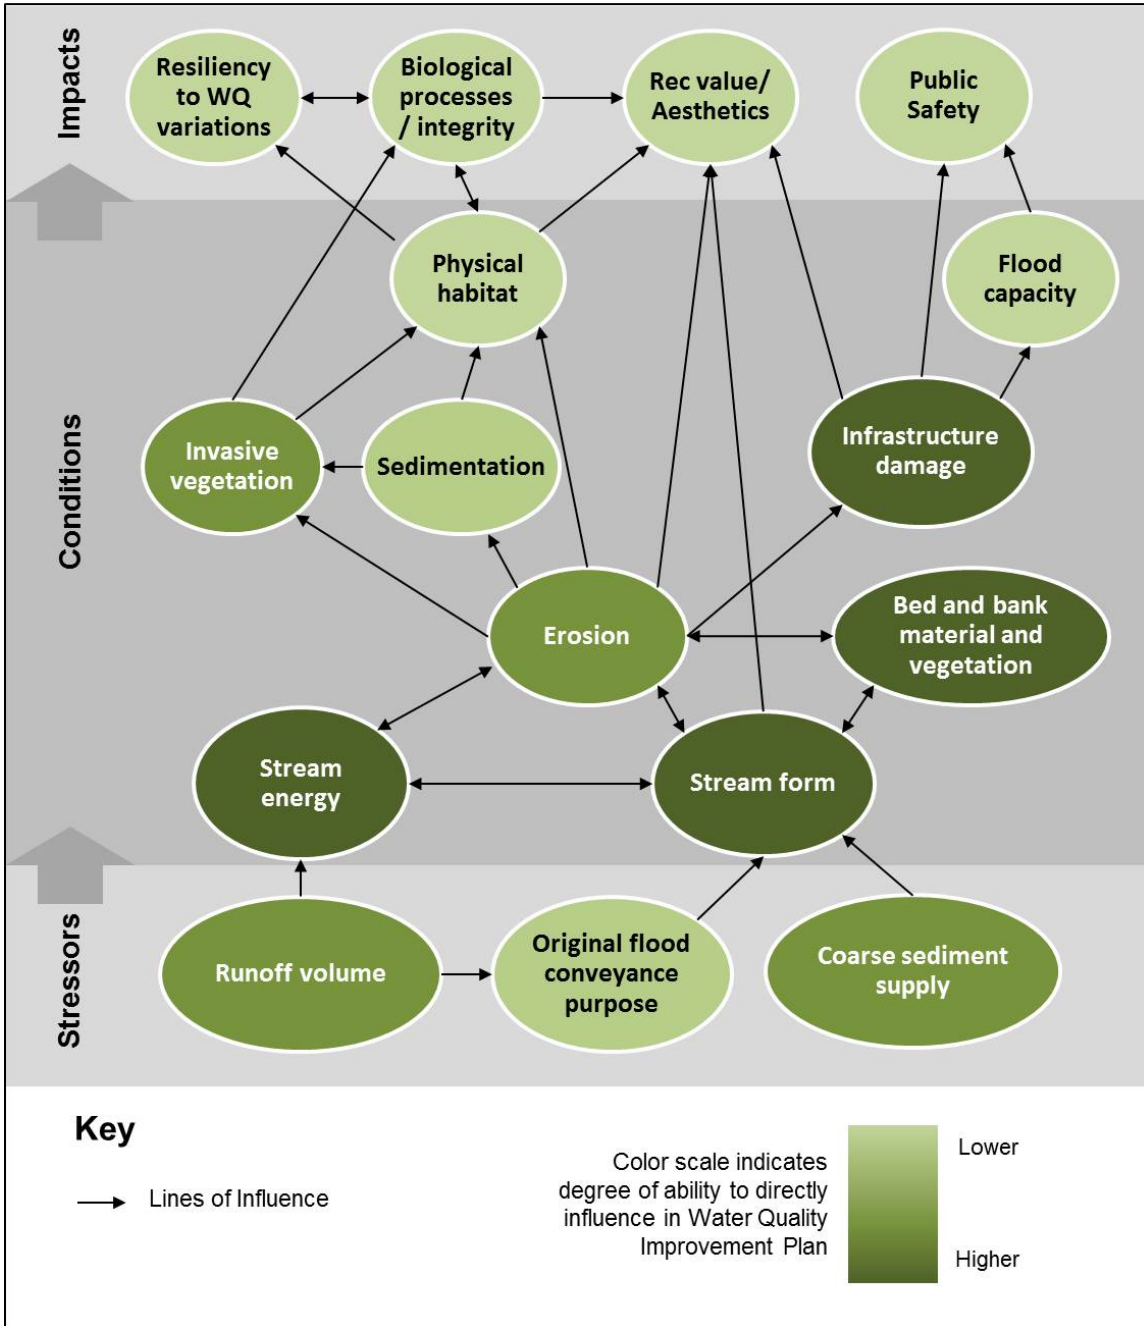 Impacts
Resiliency
to WQ
variations
Biological
processes
/ integrity
Rec value/
Aesthetics
Public
Safety
Conditions
Physical
habitat
Flood
capacity
Invasive
vegetation
Sedimentation
Infrastructure
damage
Erosion
Bed and bank
material and
vegetation
Stream
energy
Stream form
Stressors
Runoff volume
Original flood
conveyance
purpose
Coarse sediment
supply
Key
Lines of Influence
Color scale indicates
degree of ability to directly
influence in Water Quality
Improvement Plan
Lower
Higher